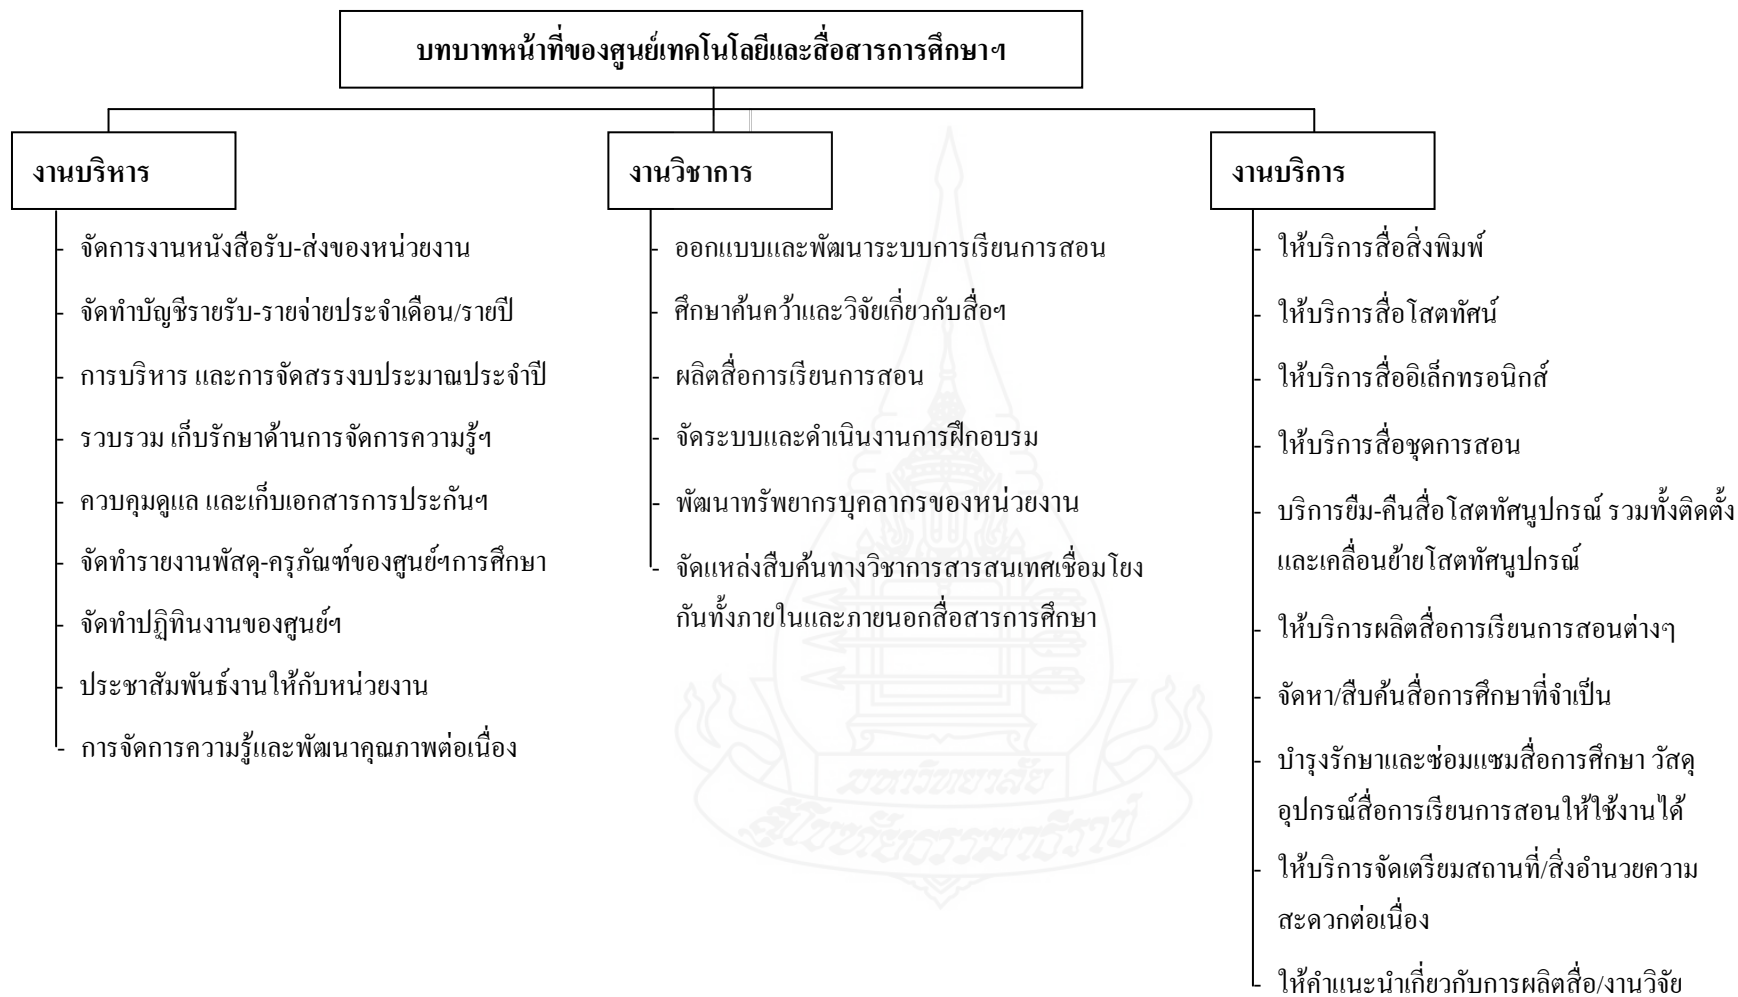 บทบาทหน้าที่ของศูนย์เทคโนโลยีและสื่อสารการศึกษาฯ
งานบริหาร
- จัดการงานหนังสือรับ-ส่งของหน่วยงาน
- จัดทำบัญชีรายรับ-รายจ่ายประจำเดือน/รายปี
- การบริหาร และการจัดสรรงบประมาณประจำปี
- รวบรวม เก็บรักษาด้านการจัดการความรู้ฯ
- ควบคุมดูแล และเก็บเอกสารการประกันฯ
- จัดทำรายงานพัสดุ-ครุภัณฑ์ของศูนย์ฯการศึกษา
- จัดทำปฏิทินงานของศูนย์ฯ
- ประชาสัมพันธ์งานให้กับหน่วยงาน
- การจัดการความรู้และพัฒนาคุณภาพต่อเนื่อง
งานวิชาการ
- ออกแบบและพัฒนาระบบการเรียนการสอน
- ศึกษาค้นคว้าและวิจัยเกี่ยวกับสื่อฯ
- ผลิตสื่อการเรียนการสอน
- จัดระบบและดำเนินงานการฝึกอบรม
- พัฒนาทรัพยากรบุคลากรของหน่วยงาน
- จัดแหล่งสืบค้นทางวิชาการสารสนเทศเชื่อมโยง
กันทั้งภายในและภายนอกสื่อสารการศึกษา
งานบริการ
- ให้บริการสื่อสิ่งพิมพ์
- ให้บริการสื่อโสตทัศน์
- ให้บริการสื่ออิเล็กทรอนิกส์
- ให้บริการสื่อชุดการสอน
- บริการยืม-คืนสื่อโสตทัศนูปกรณ์ รวมทั้งติดตั้ง
และเคลื่อนย้ายโสตทัศนูปกรณ์
- ให้บริการผลิตสื่อการเรียนการสอนต่างๆ
- จัดหา/สืบค้นสื่อการศึกษาที่จำเป็น
- บำรุงรักษาและซ่อมแซมสื่อการศึกษา วัสดุ
อุปกรณ์สื่อการเรียนการสอนให้ใช้งานได้
- ให้บริการจัดเตรียมสถานที่/สิ่งอำนวยความ
สะดวกต่อเนื่อง
- ให้คำแนะนำเกี่ยวกับการผลิตสื่อ/งานวิจัย
มหาวิทยาลัย
สุโขทัยธรรมาธิราช